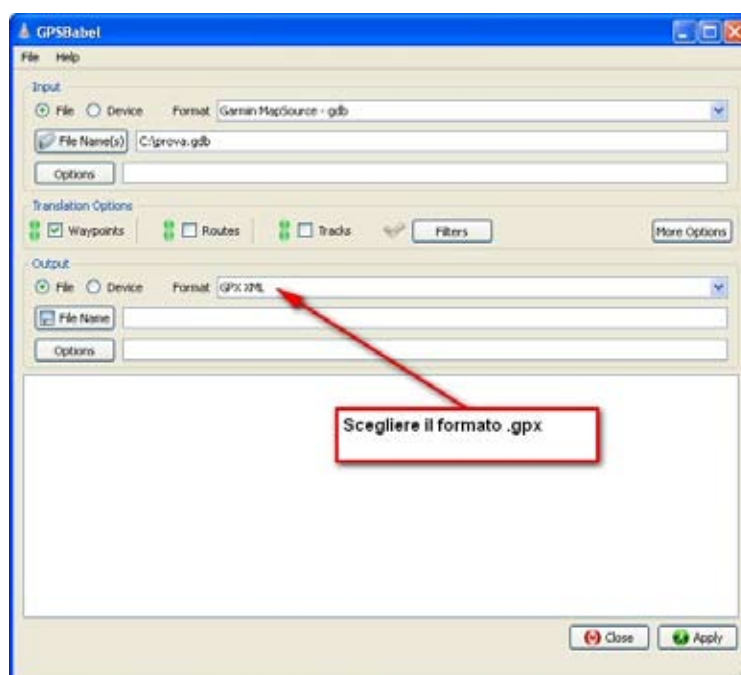 GPSBabel
File Help
Input
File Device Format Garmin MapSource - gdb
File Name(s) C:\prova.gdb
Options
Translation Options
Waypoints Routes Tracks Filters More Options
Output
File Device Format GPX XML
File Name
Options
Scegliere il formato .gpx
Close Apply